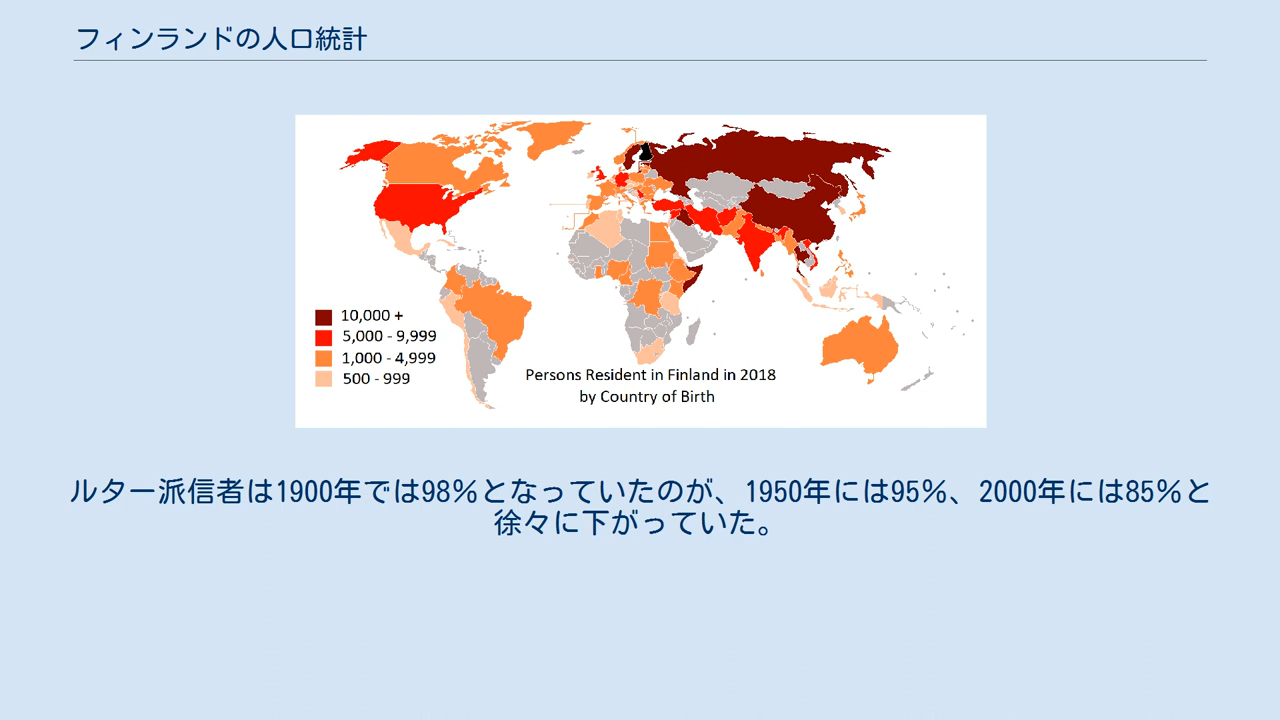 フィンランドの人口統計
10,000 +
5,000 - 9,999
1,000 - 4,999
500 - 999
Persons Resident in Finland in 2018
by Country of Birth
ルター派信者は1900年では98%となっていたのが、1950年には95%、2000年には85%と
徐々に下がっていた。